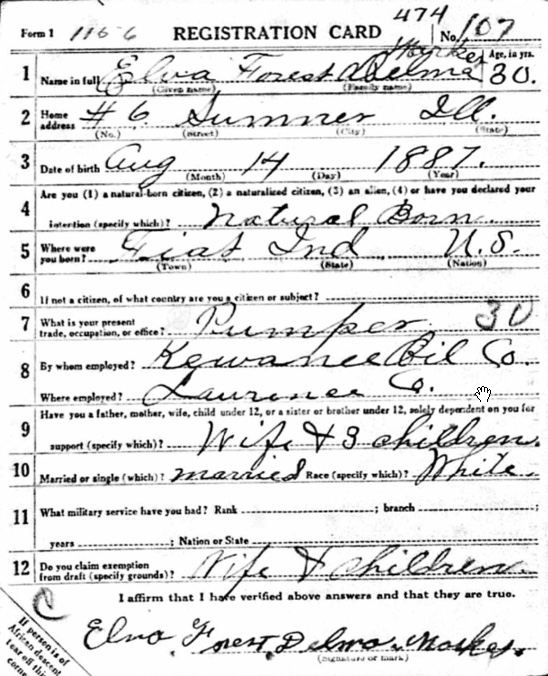 474
Form 1 116-6 REGISTRATION CARD No. 107
1 Name in full Elva Forest Delma Age, in yrs. 30.
(Given name) (Family name)
2 Home address # 6 Sumner Ill.
(No.) (Street) (City) (State)
3 Date of birth Aug 14 1887.
(Month) (Day) (Year)
4 Are you (1) a natural-born citizen, (2) a naturalized citizen, (3) an alien, (4) or have you declared your
intention (specify which)? Natural Born
5 Where were you born? Fiat Ind U.S.
(Town) (State) (Nation)
6 If not a citizen, of what country are you a citizen or subject?
7 What is your present trade, occupation, or office? Pumper 30
8 By whom employed? Kewanee Oil Co.
Where employed? Lawrence Co.
9 Have you a father, mother, wife, child under 12, or a sister or brother under 12, solely dependent on you for
support (specify which)? Wife & 3 children.
10 Married or single (which)? married Race (specify which)? White
11 What military service have you had? Rank ; branch ;
years ; Nation or State
12 Do you claim exemption from draft (specify grounds)? Wife & children
I affirm that I have verified above answers and that they are true.
Elva Forest Delma
(Signature or mark)
If person is of
African descent
tear off this
corner